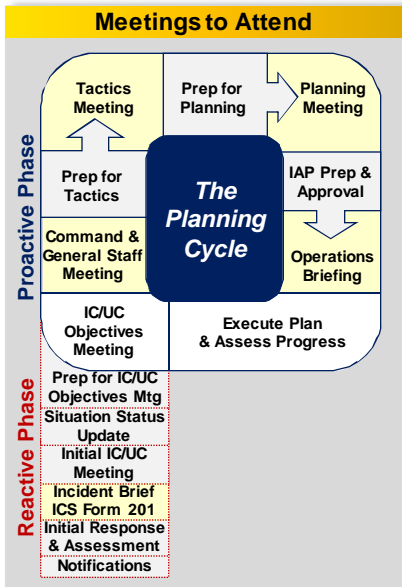 Meetings to Attend
Proactive Phase
Tactics
Meeting
Prep for
Planning
Planning
Meeting
Prep for
Tactics
The
Planning
Cycle
IAP Prep &
Approval
Command &
General Staff
Meeting
Operations
Briefing
IC/UC
Objectives
Meeting
Execute Plan
& Assess Progress
Reactive Phase
Prep for IC/UC
Objectives Mtg
Situation Status
Update
Initial IC/UC
Meeting
Incident Brief
ICS Form 201
Initial Response
& Assessment
Notifications